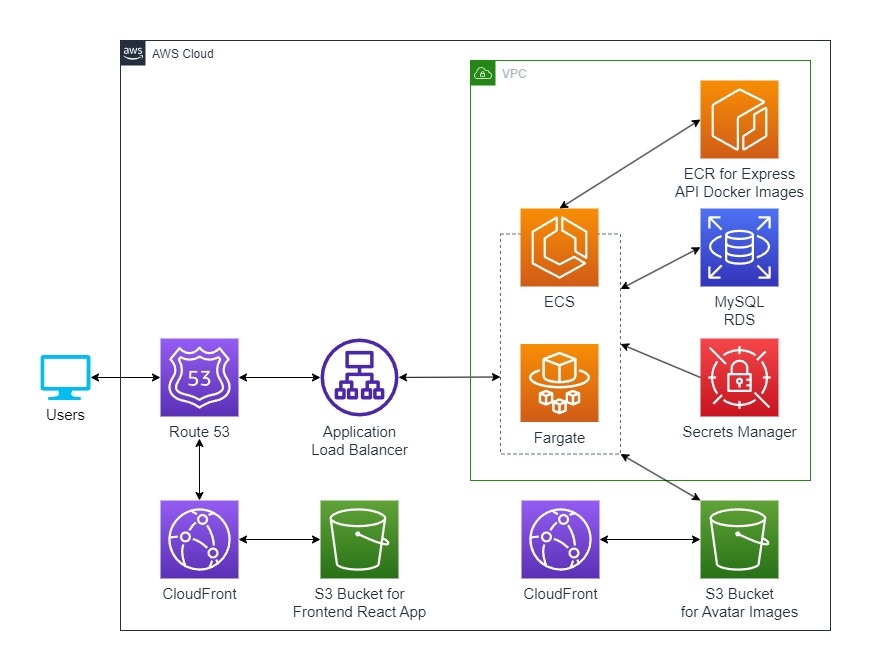 aws
AWS Cloud
VPC
ECR for Express
API Docker Images
ECS
MySQL
RDS
53
Users
Route 53
Application
Load Balancer
Fargate
Secrets Manager
CloudFront
S3 Bucket for
Frontend React App
CloudFront
S3 Bucket
for Avatar Images